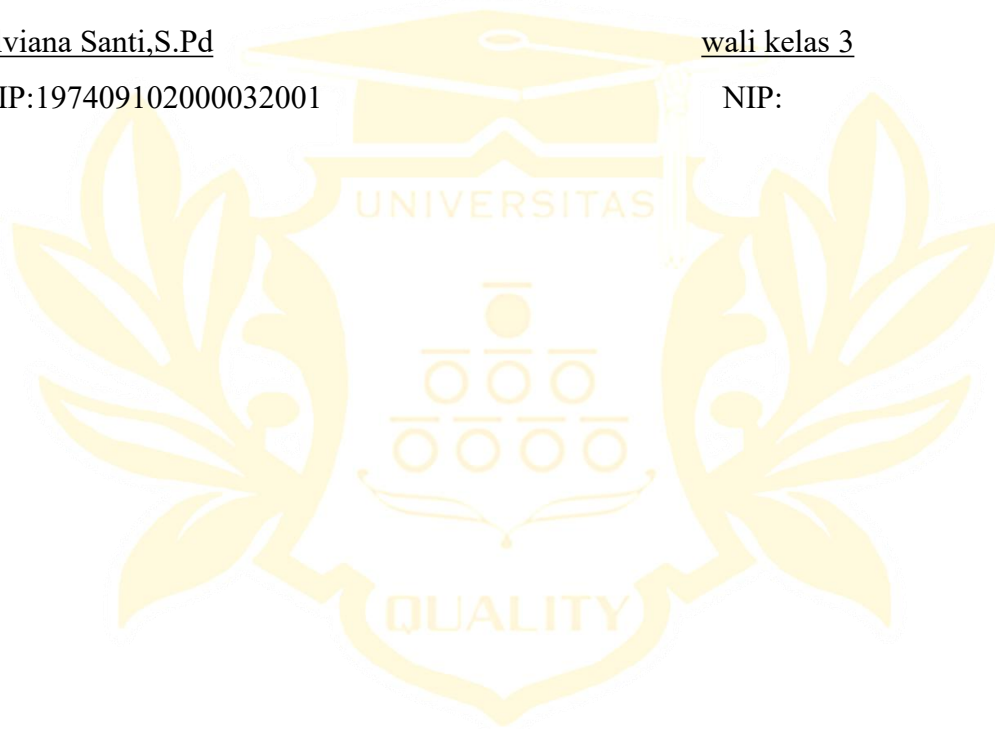 viana Santi,S.Pd wali kelas 3
IP:197409102000032001 NIP:
UNIVERSITAS
QUALITY